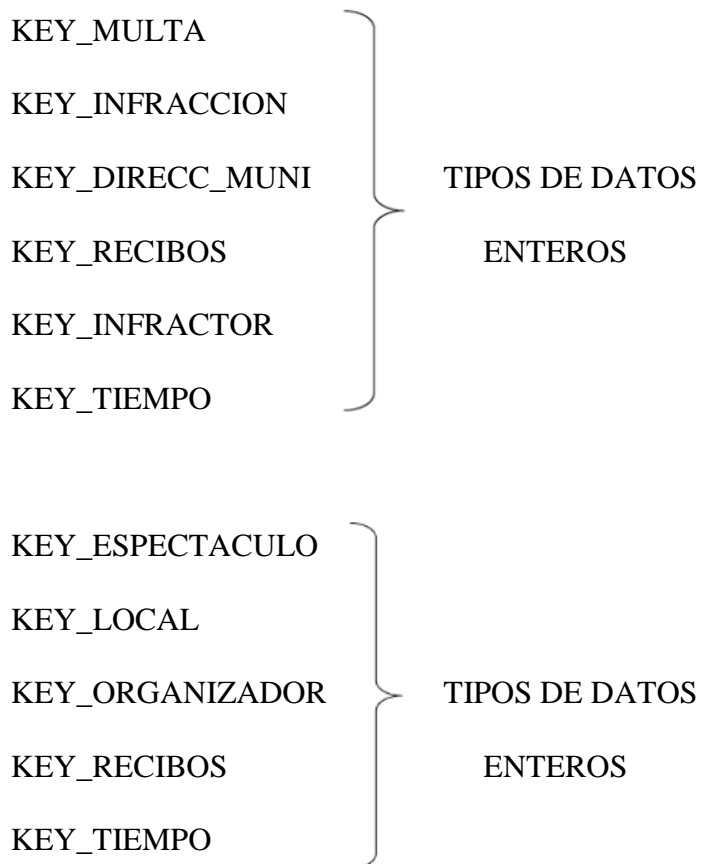 KEY_MULTA
KEY_INFRACCION
KEY_DIRECC_MUNI TIPOS DE DATOS
KEY_RECIBOS ENTEROS
KEY_INFRACTOR
KEY_TIEMPO
KEY_ESPECTACULO
KEY_LOCAL
KEY_ORGANIZADOR TIPOS DE DATOS
KEY_RECIBOS ENTEROS
KEY_TIEMPO